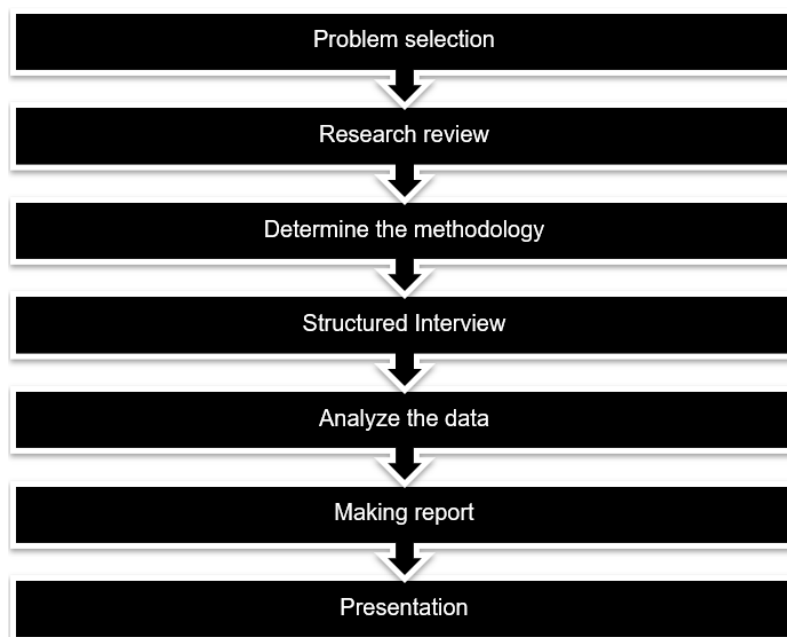 Problem selection
Research review
Determine the methodology
Structured Interview
Analyze the data
Making report
Presentation